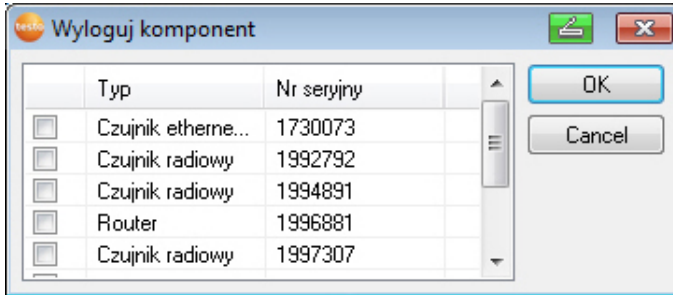 testo Wyloguj komponent
Typ Nr seryjny
OK
Czujnik etherne... 1730073
Cancel
Czujnik radiowy 1992792
Czujnik radiowy 1994891
Router 1996881
Czujnik radiowy 1997307